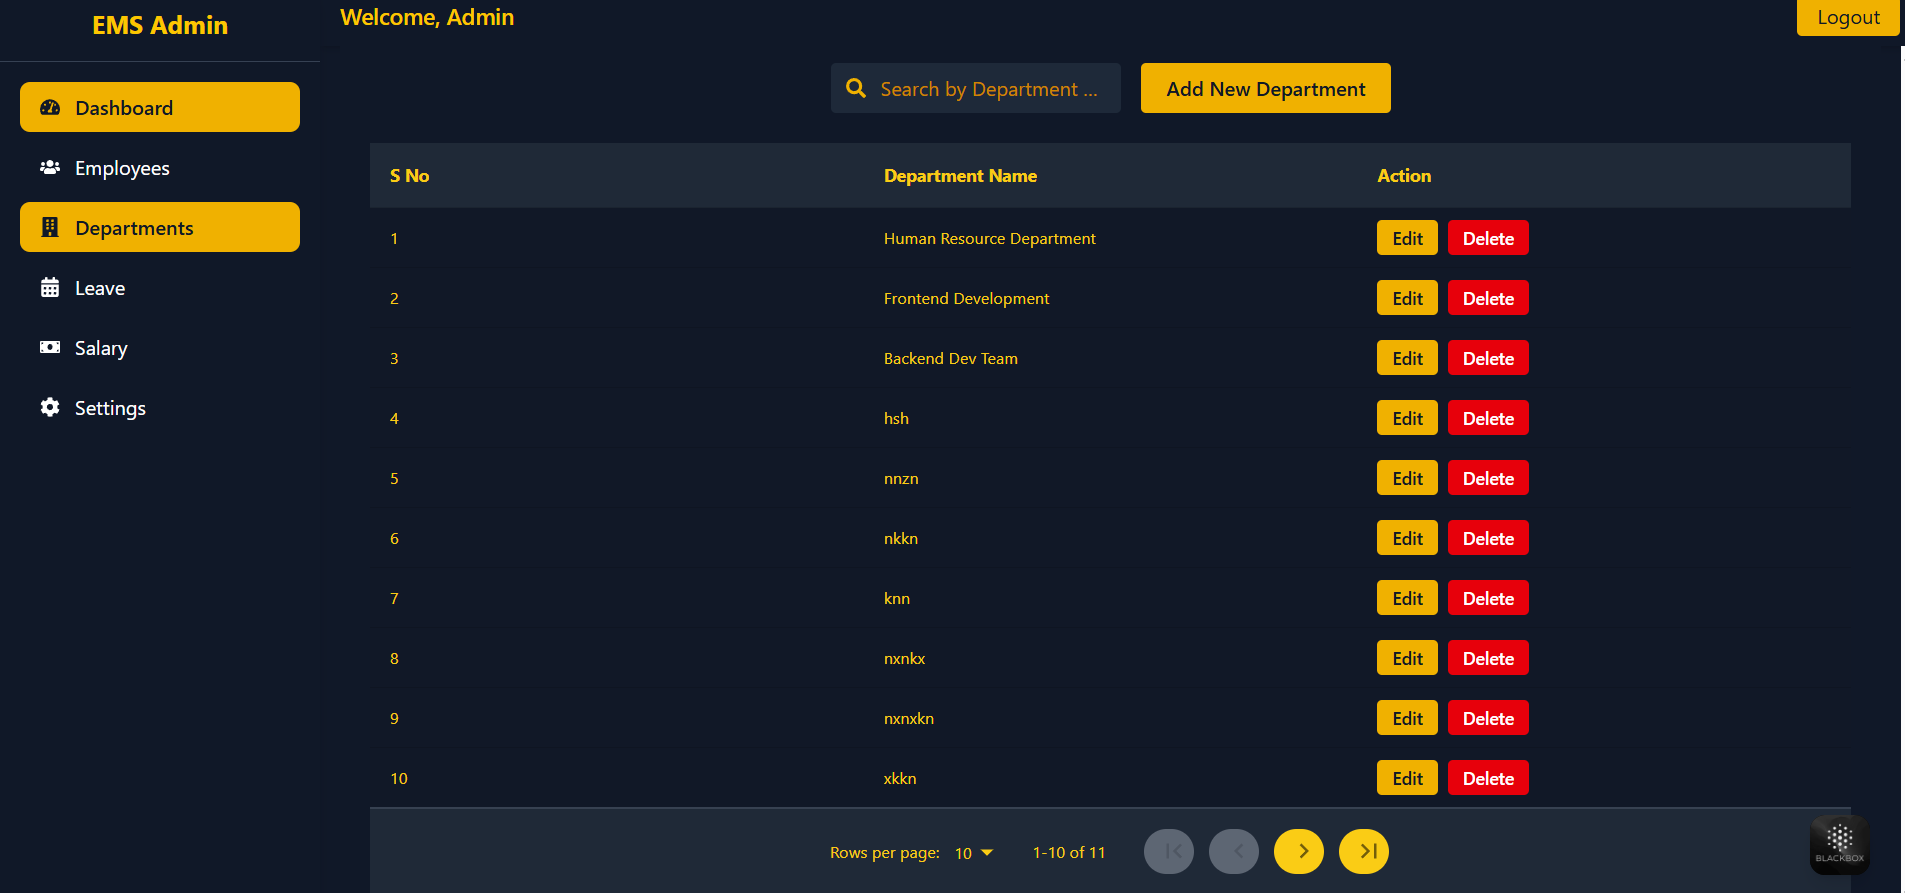 EMS Admin
Welcome, Admin
Logout
Dashboard
Employees
Departments
Leave
Salary
Settings
Search by Department ...
Add New Department
S No Department Name Action
1 Human Resource Department Edit Delete
2 Frontend Development Edit Delete
3 Backend Dev Team Edit Delete
4 hsh Edit Delete
5 nnzn Edit Delete
6 nkkn Edit Delete
7 knn Edit Delete
8 nxnkx Edit Delete
9 nxnxkn Edit Delete
10 xkkn Edit Delete
Rows per page: 10 1-10 of 11
BLACKBOX